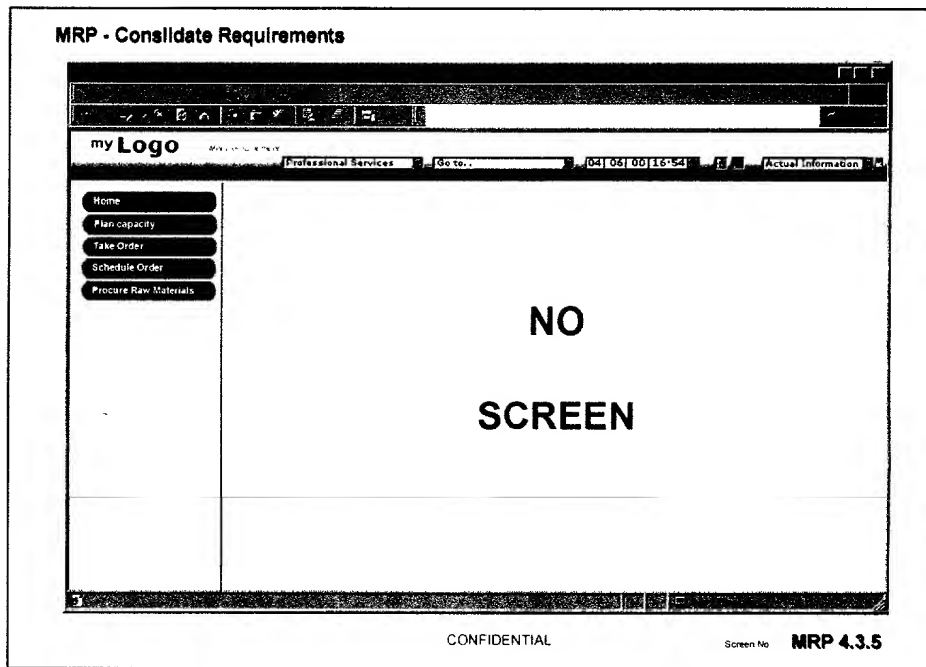 MRP - Conslidate Requirements
my Logo
Professional Services
Go to..
04| 06| 00|16:54
Actual Information
Home
Plan capacity
Take Order
Schedule Order
Procure Raw Materials
NO
SCREEN
CONFIDENTIAL
Screen No MRP 4.3.5